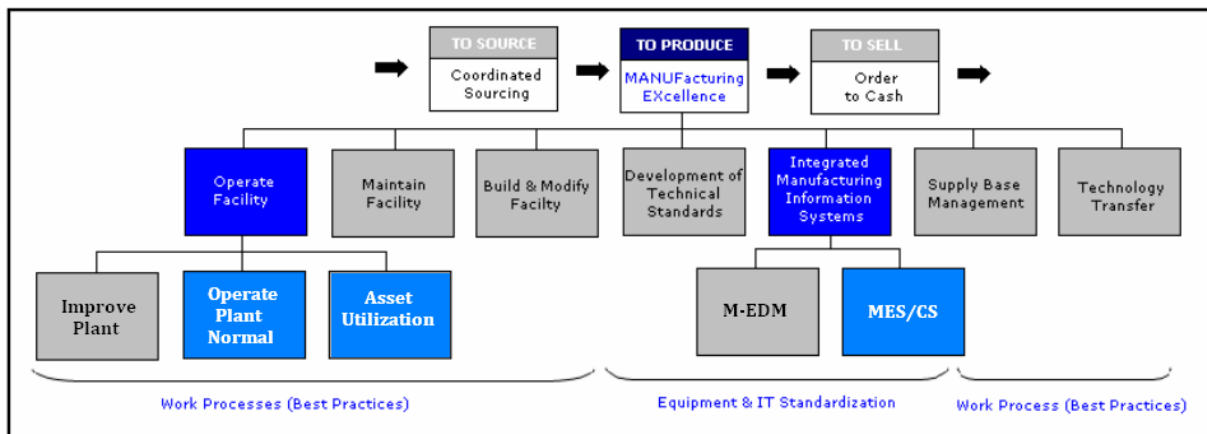 TO SOURCE
Coordinated
Sourcing
TO PRODUCE
MANUFacturing
EXcellence
TO SELL
Order
to Cash
Operate
Facility
Maintain
Facility
Build & Modify
Facilty
Development of
Technical
Standards
Integrated
Manufacturing
Information
Systems
Supply Base
Management
Technology
Transfer
Improve
Plant
Operate
Plant
Normal
Asset
Utilization
M-EDM
MES/CS
Work Processes (Best Practices)
Equipment & IT Standardization
Work Process (Best Practices)